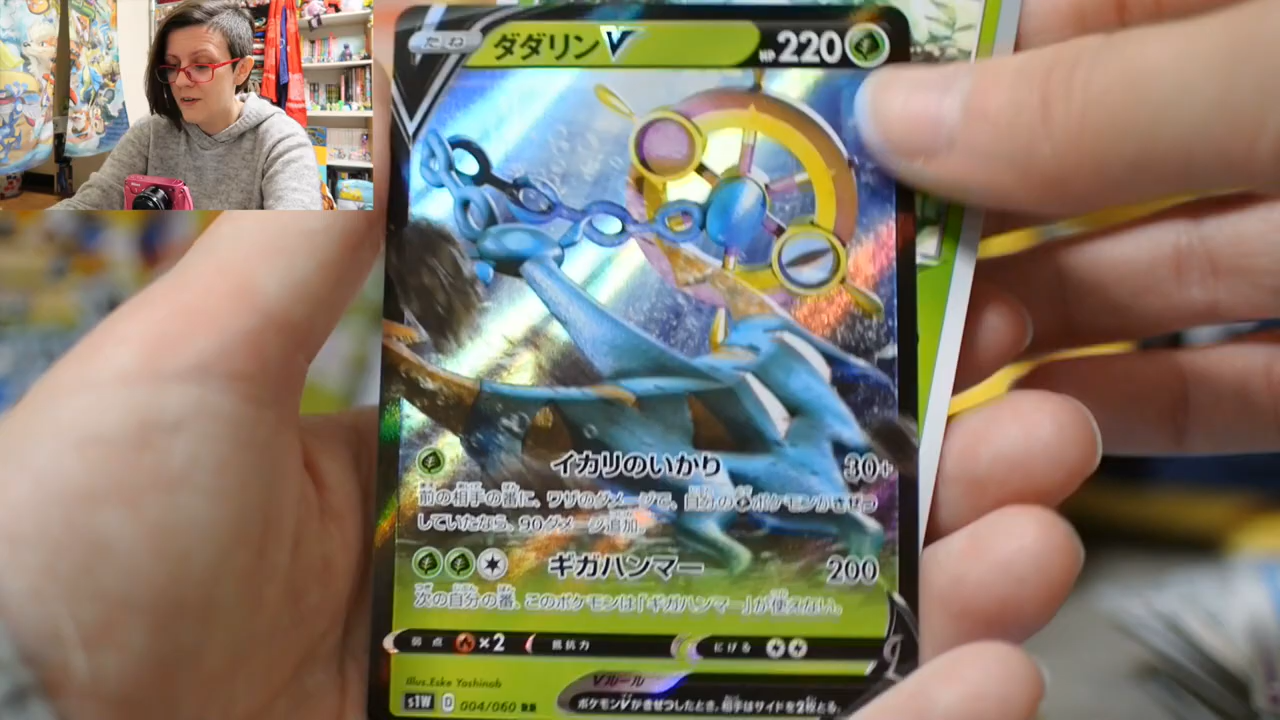 たね ダダリンV HP 220
イカリのいかり 30+
前の相手の番に、ワザのダメージで、自分のポケモンがきぜつ
していたなら、90ダメージ追加。
ギガハンマー 200
次の自分の番、このポケモンは「ギガハンマー」が使えない。
弱点 ×2 抵抗力 にげる
Illus.Eske Yoshinob
Vルール
s1W D 004/060 RR
ポケモンVがきぜつしたとき、相手はサイドを2枚とる。